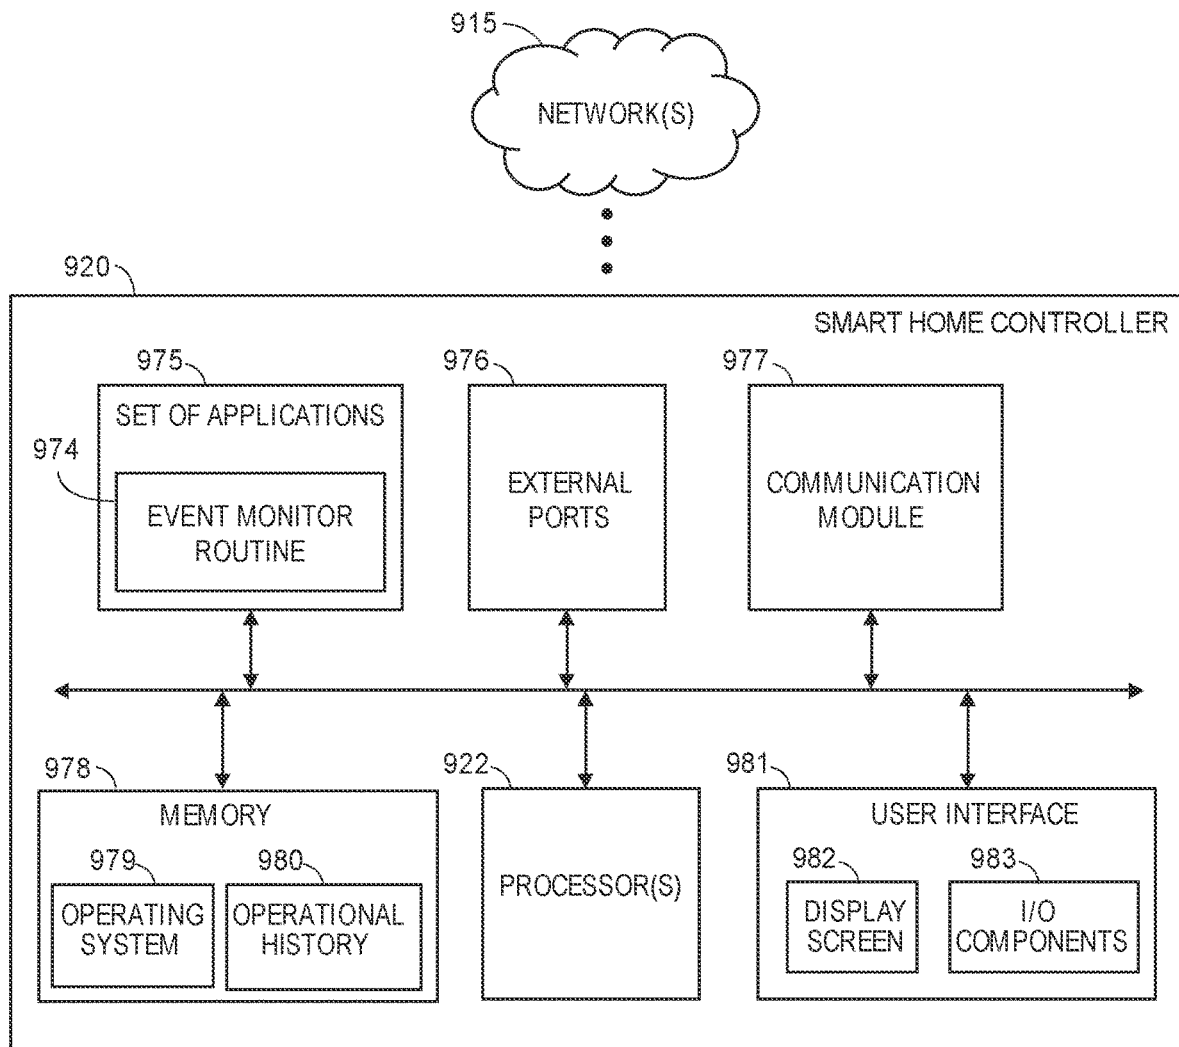 915
NETWORK(S)
920
SMART HOME CONTROLLER
975
SET OF APPLICATIONS
974
EVENT MONITOR
ROUTINE
976
EXTERNAL
PORTS
977
COMMUNICATION
MODULE
978
MEMORY
979
OPERATING
SYSTEM
980
OPERATIONAL
HISTORY
922
PROCESSOR(S)
981
USER INTERFACE
982
DISPLAY
SCREEN
983
I/O
COMPONENTS